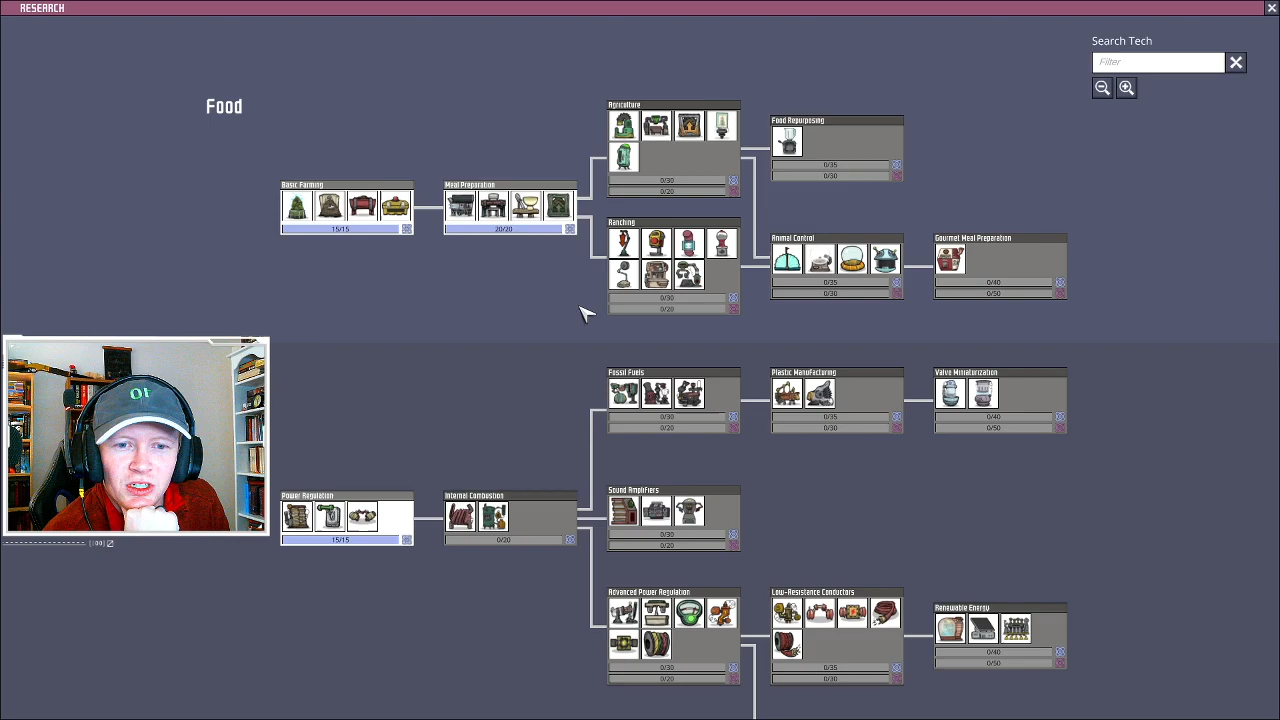 RESEARCH
Search Tech
Filter
Food
Agriculture
0/30
0/20
Food Repurposing
0/35
0/30
Basic Farming
15/15
Meal Preparation
20/20
Ranching
0/30
0/20
Animal Control
0/35
0/30
Gourmet Meal Preparation
0/40
0/50
Fossil Fuels
0/30
0/20
Plastic Manufacturing
0/35
0/30
Valve Miniaturization
0/40
0/50
Power Regulation
15/15
Internal Combustion
0/20
Sound Amplifiers
0/30
0/20
Advanced Power Regulation
0/30
0/20
Low-Resistance Conductors
0/35
0/30
Renewable Energy
0/40
0/50